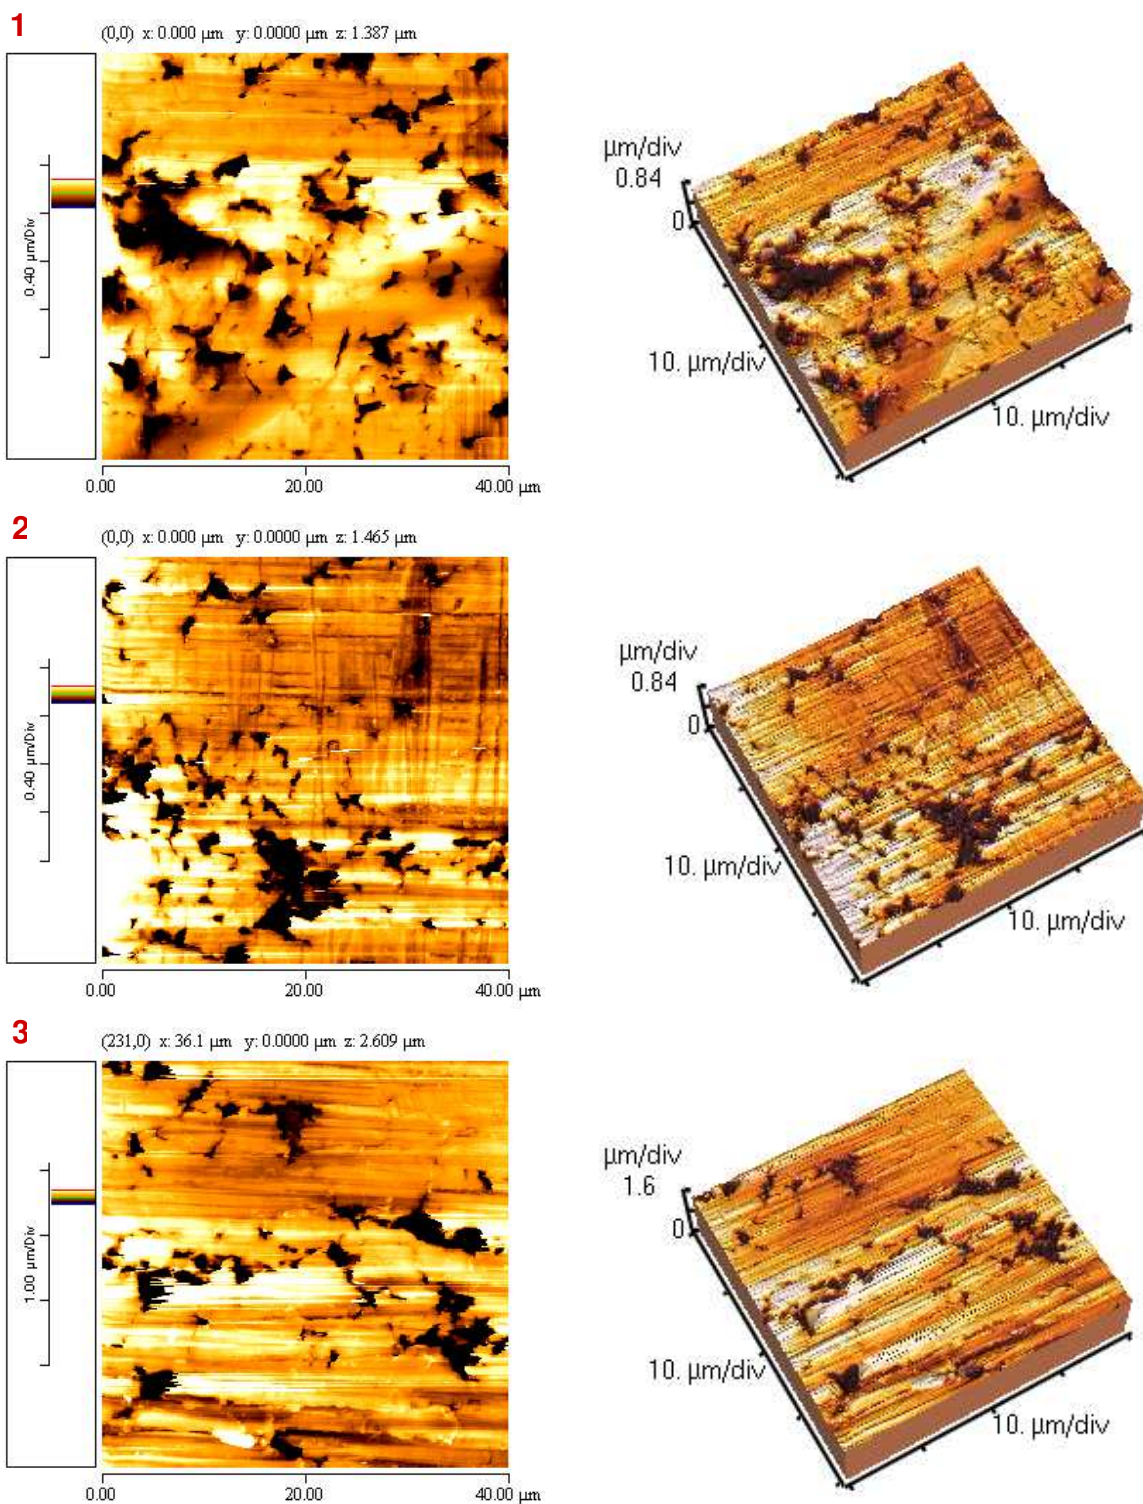 1
(0,0) x: 0.000 µm y: 0.0000 µm z: 1.387 µm
0.40 µm/Div
0.00 20.00 40.00 µm
µm/div
0.84
0
10. µm/div
10. µm/div
2
(0,0) x: 0.000 µm y: 0.0000 µm z: 1.465 µm
0.40 µm/Div
0.00 20.00 40.00 µm
µm/div
0.84
0
10. µm/div
10. µm/div
3
(231,0) x: 36.1 µm y: 0.0000 µm z: 2.609 µm
1.00 µm/Div
0.00 20.00 40.00 µm
µm/div
1.6
0
10. µm/div
10. µm/div